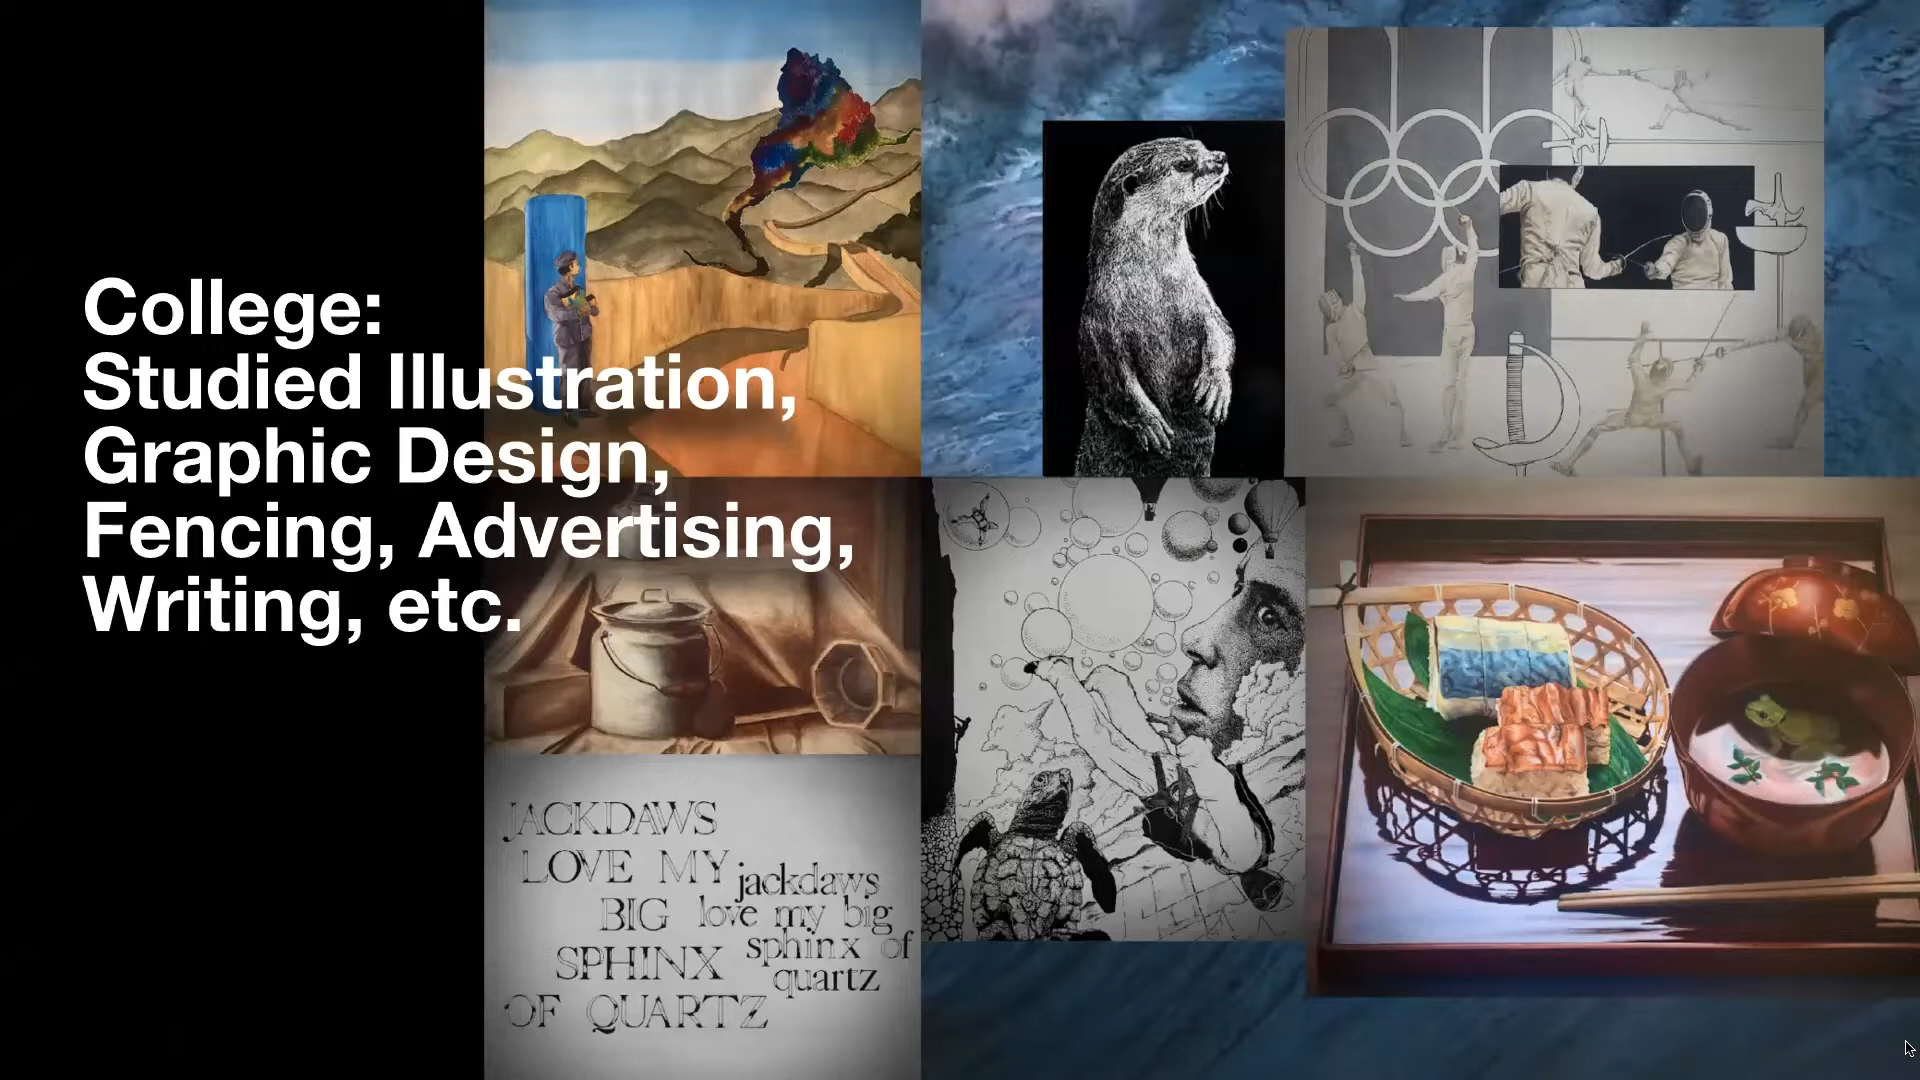 College:
Studied Illustration,
Graphic Design,
Fencing, Advertising,
Writing, etc.
JACKDAWS
LOVE MY
BIG
SPHINX
OF QUARTZ
jackdaws
love my big
sphinx of
quartz